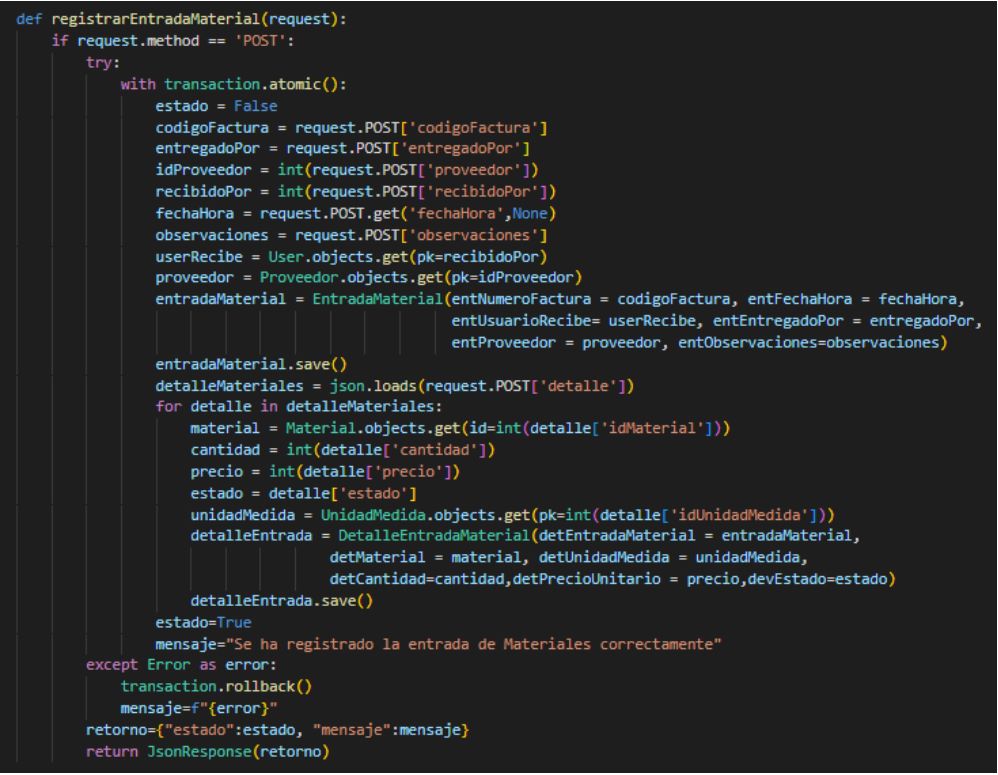 def registrarEntradaMaterial(request):
    if request.method == 'POST':
        try:
            with transaction.atomic():
                estado = False
                codigoFactura = request.POST['codigoFactura']
                entregadoPor = request.POST['entregadoPor']
                idProveedor = int(request.POST['proveedor'])
                recibidoPor = int(request.POST['recibidoPor'])
                fechaHora = request.POST.get('fechaHora',None)
                observaciones = request.POST['observaciones']
                userRecibe = User.objects.get(pk=recibidoPor)
                proveedor = Proveedor.objects.get(pk=idProveedor)
                entradaMaterial = EntradaMaterial(entNumeroFactura = codigoFactura, entFechaHora = fechaHora,
                                                  entUsuarioRecibe= userRecibe, entEntregadoPor = entregadoPor,
                                                  entProveedor = proveedor, entObservaciones=observaciones)
                entradaMaterial.save()
                detalleMateriales = json.loads(request.POST['detalle'])
                for detalle in detalleMateriales:
                    material = Material.objects.get(id=int(detalle['idMaterial']))
                    cantidad = int(detalle['cantidad'])
                    precio = int(detalle['precio'])
                    estado = detalle['estado']
                    unidadMedida = UnidadMedida.objects.get(pk=int(detalle['idUnidadMedida']))
                    detalleEntrada = DetalleEntradaMaterial(detEntradaMaterial = entradaMaterial,
                                    detMaterial = material, detUnidadMedida = unidadMedida,
                                    detCantidad=cantidad,detPrecioUnitario = precio,devEstado=estado)
                    detalleEntrada.save()
                estado=True
                mensaje="Se ha registrado la entrada de Materiales correctamente"
        except Error as error:
            transaction.rollback()
            mensaje=f"{error}"
        retorno={"estado":estado, "mensaje":mensaje}
        return JsonResponse(retorno)